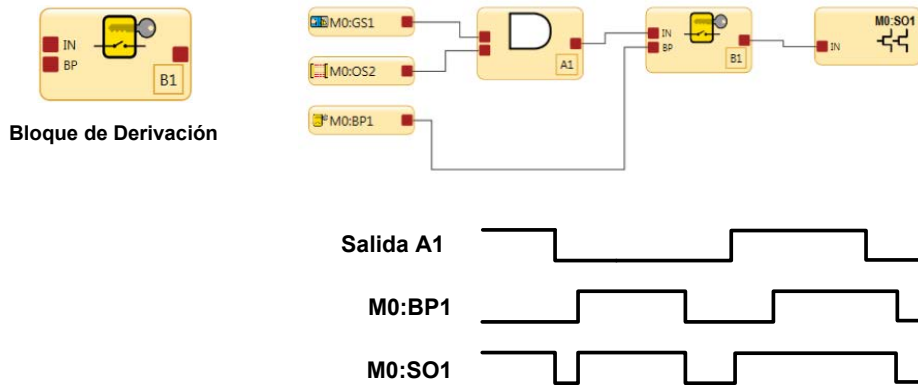 IN
BP
B1
Bloque de Derivación
M0:GS1
M0:OS2
M0:BP1
A1
IN
BP
B1
M0:SO1
IN
Salida A1
M0:BP1
M0:SO1